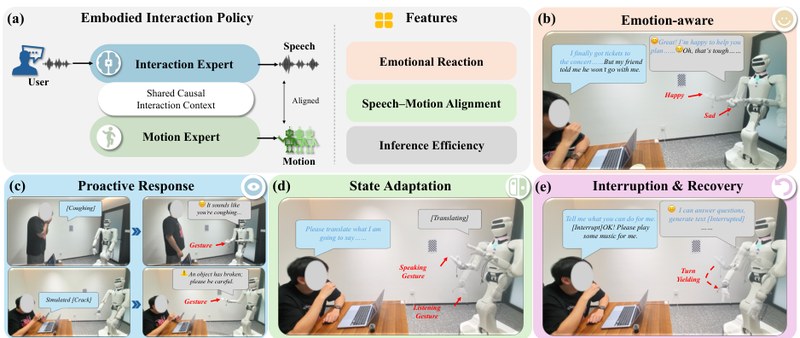 (a)
Embodied Interaction Policy
Features
User
Interaction Expert
Speech
Shared Causal
Interaction Context
Aligned
Motion Expert
Motion
Emotional Reaction
Speech–Motion Alignment
Inference Efficiency
(b)
Emotion-aware
I finally got tickets to
the concert……But my friend
told me he won't go with me.
Great! I'm happy to help you
plan ……Oh, that's tough……
Happy
Sad
(c)
Proactive Response
[Coughing]
It sounds like
you're coughing...
Gesture
Simulated [Crack]
An object has broken,
please be careful.
Gesture
(d)
State Adaptation
Please translate what I am
going to say……
[Translating]
Speaking
Gesture
Listening
Gesture
(e)
Interruption & Recovery
Tell me what you can do for me.
[Interrupt]OK! Please play
some music for me.
I can answer questions,
generate text [Interrupted]
……
Turn
Yielding